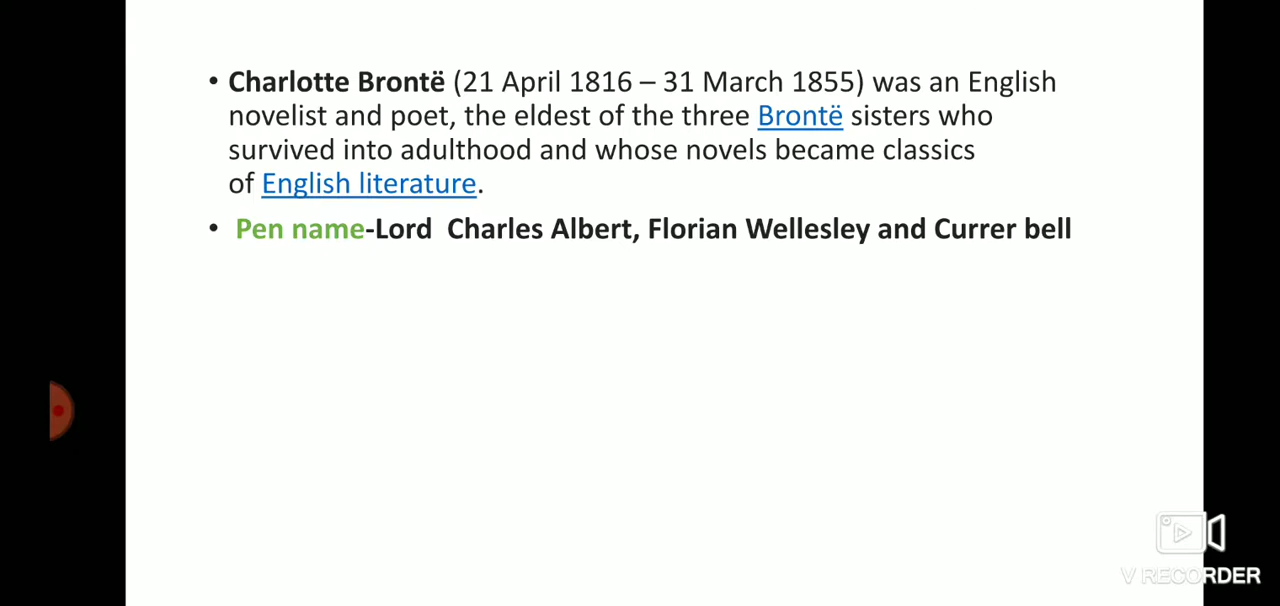 • Charlotte Brontë (21 April 1816 – 31 March 1855) was an English
novelist and poet, the eldest of the three Brontë sisters who
survived into adulthood and whose novels became classics
of English literature.
• Pen name-Lord  Charles Albert, Florian Wellesley and Currer bell
V RECORDER